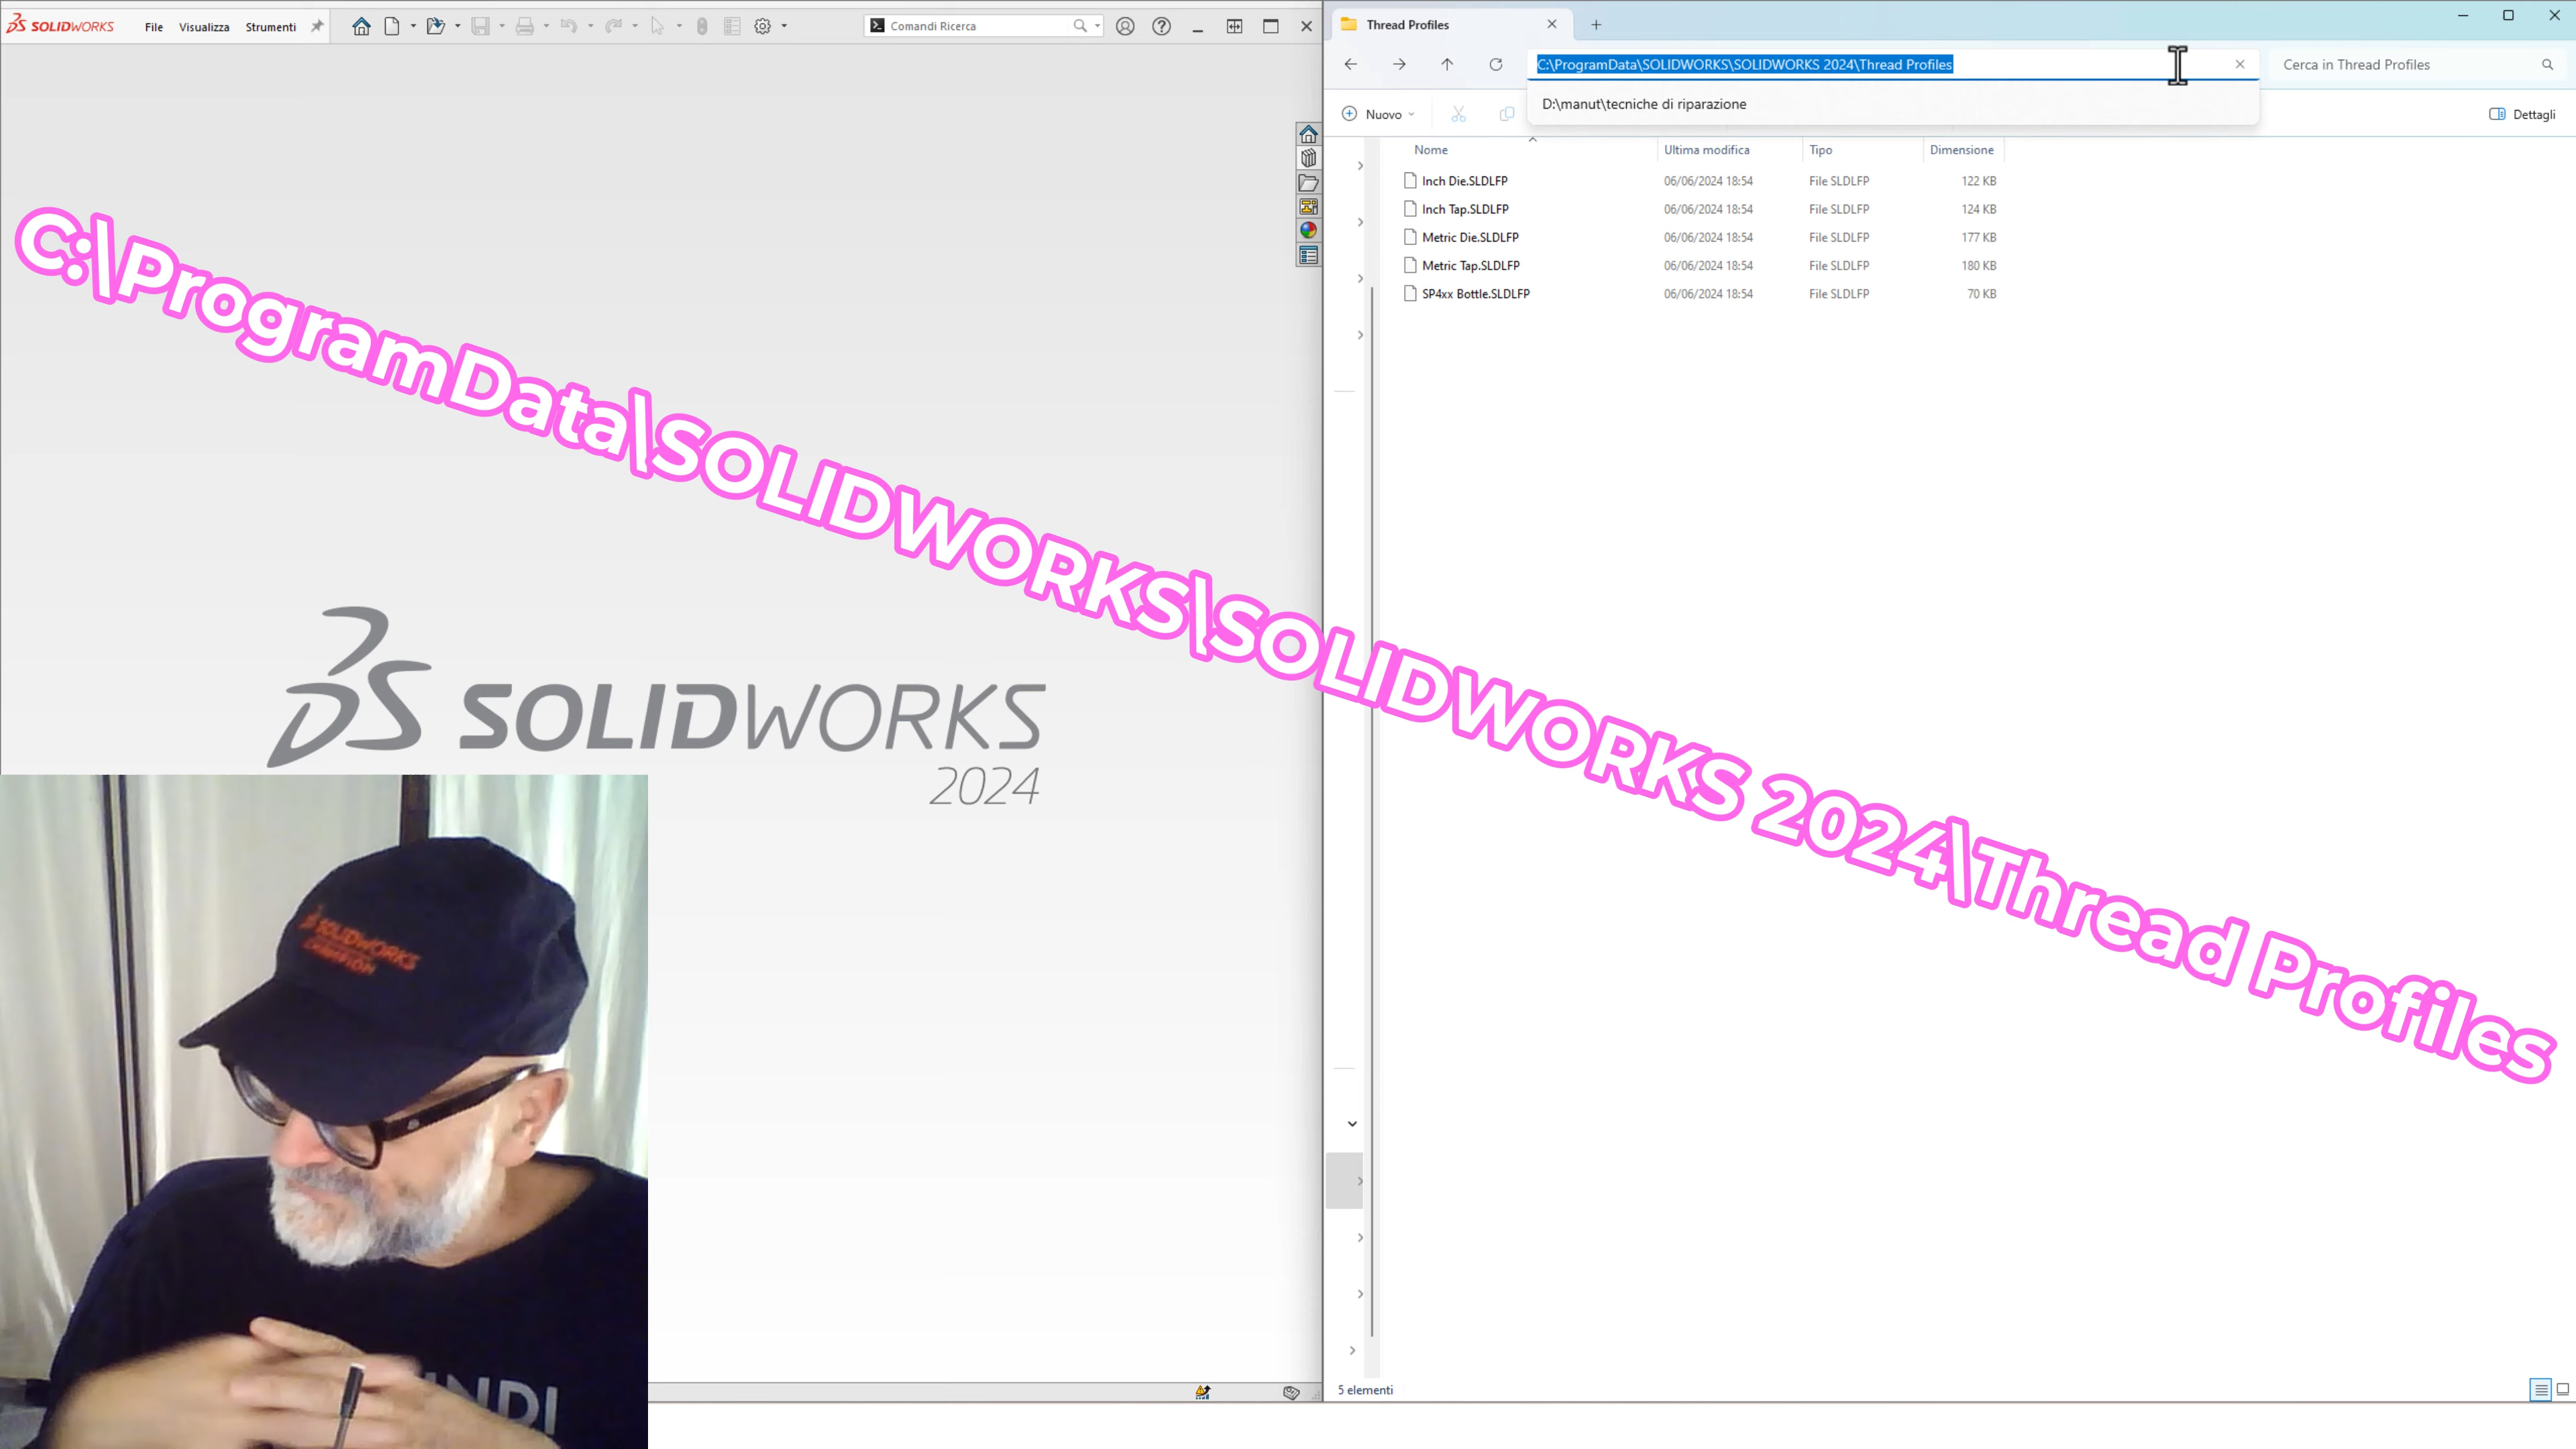 SOLIDWORKS
File Visualizza Strumenti
Comandi Ricerca
Thread Profiles
C:\ProgramData\SOLIDWORKS\SOLIDWORKS 2024\Thread Profiles
Cerca in Thread Profiles
D:\manut\tecniche di riparazione
Nuovo
Dettagli
Nome Ultima modifica Tipo Dimensione
Inch Die.SLDLFP 06/06/2024 18:54 File SLDLFP 122 KB
Inch Tap.SLDLFP 06/06/2024 18:54 File SLDLFP 124 KB
Metric Die.SLDLFP 06/06/2024 18:54 File SLDLFP 177 KB
Metric Tap.SLDLFP 06/06/2024 18:54 File SLDLFP 180 KB
SP4xx Bottle.SLDLFP 06/06/2024 18:54 File SLDLFP 70 KB
C:\ProgramData\SOLIDWORKS\SOLIDWORKS 2024\Thread Profiles
SOLIDWORKS
2024
SOLIDWORKS
CHAMPION
5 elementi